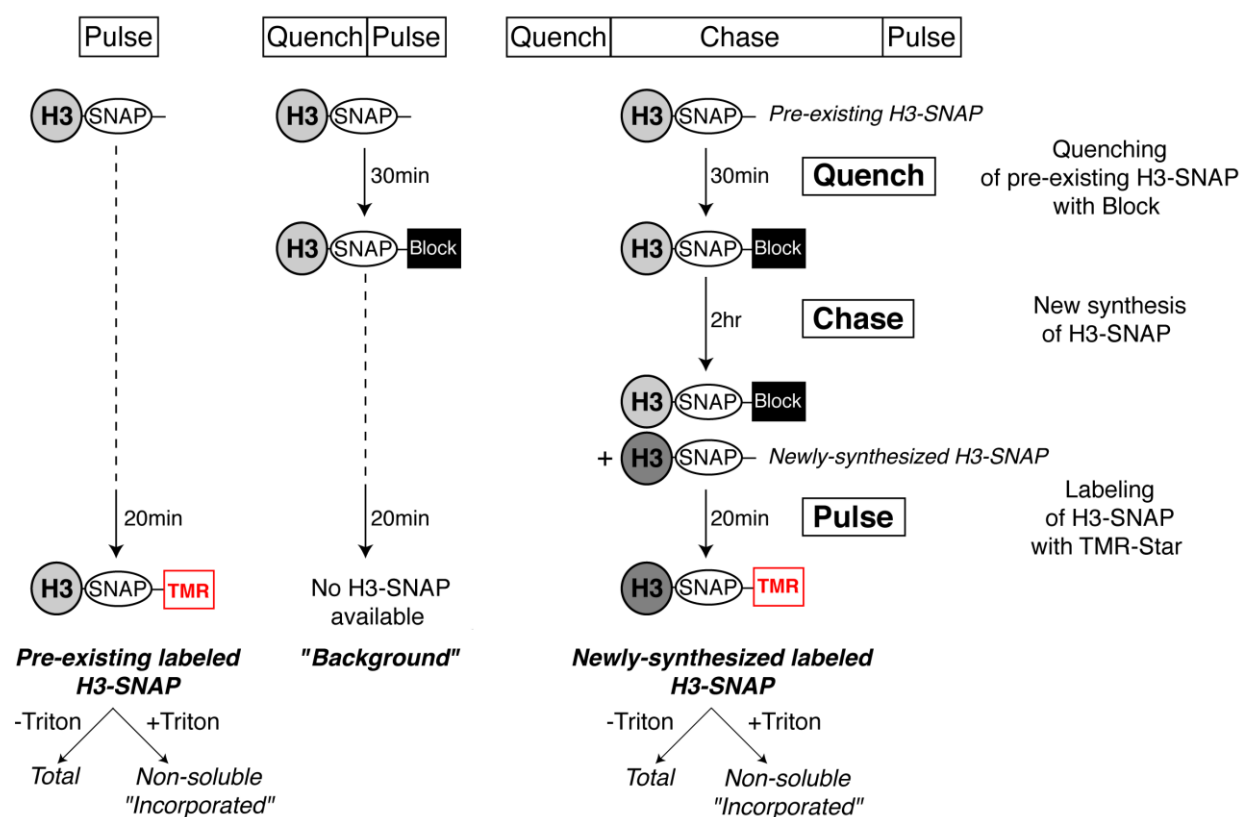 Pulse
Quench Pulse
Quench Chase Pulse
H3 SNAP
H3 SNAP
H3 SNAP Pre-existing H3-SNAP
30min
30min
Quench
Quenching
of pre-existing H3-SNAP
with Block
H3 SNAP Block
H3 SNAP Block
2hr
Chase
New synthesis
of H3-SNAP
H3 SNAP Block
+ H3 SNAP Newly-synthesized H3-SNAP
20min
20min
20min
Pulse
Labeling
of H3-SNAP
with TMR-Star
H3 SNAP TMR
No H3-SNAP
available
H3 SNAP TMR
Pre-existing labeled
H3-SNAP
"Background"
Newly-synthesized labeled
H3-SNAP
-Triton +Triton
-Triton +Triton
Total
Non-soluble
"Incorporated"
Total
Non-soluble
"Incorporated"